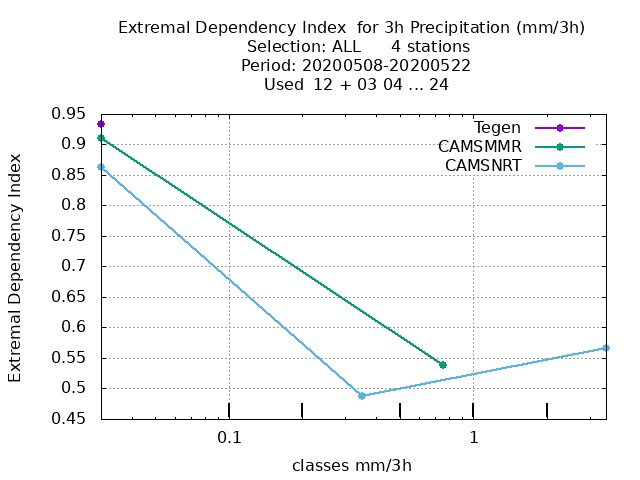 Extremal Dependency Index  for 3h Precipitation (mm/3h)
Selection: ALL      4 stations
Period: 20200508-20200522
Used  12 + 03 04 ... 24
Tegen
CAMSMMR
CAMSNRT
Extremal Dependency Index
0.95
0.9
0.85
0.8
0.75
0.7
0.65
0.6
0.55
0.5
0.45
0.1
1
classes mm/3h